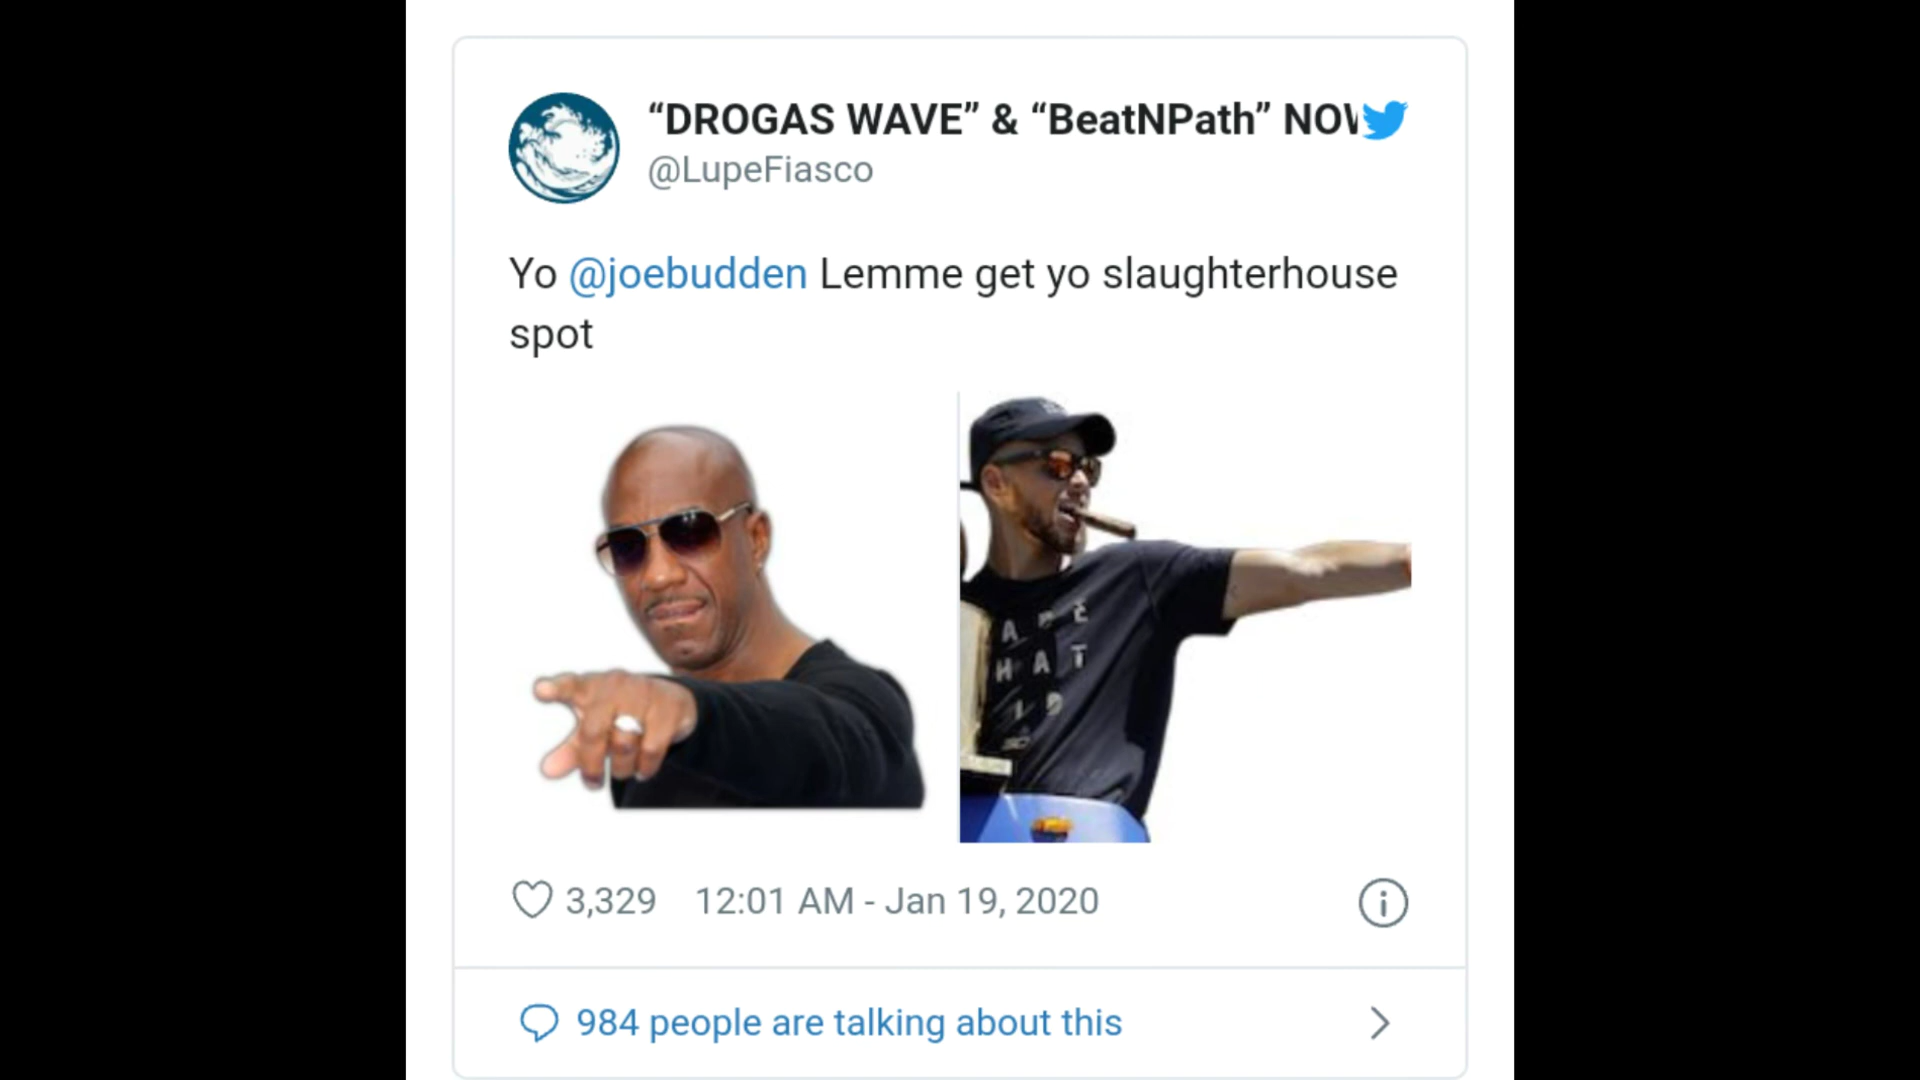 “DROGAS WAVE” & “BeatNPath” NOW
@LupeFiasco
Yo @joebudden Lemme get yo slaughterhouse
spot
A R E
H A T
I D
3,329 12:01 AM - Jan 19, 2020
984 people are talking about this